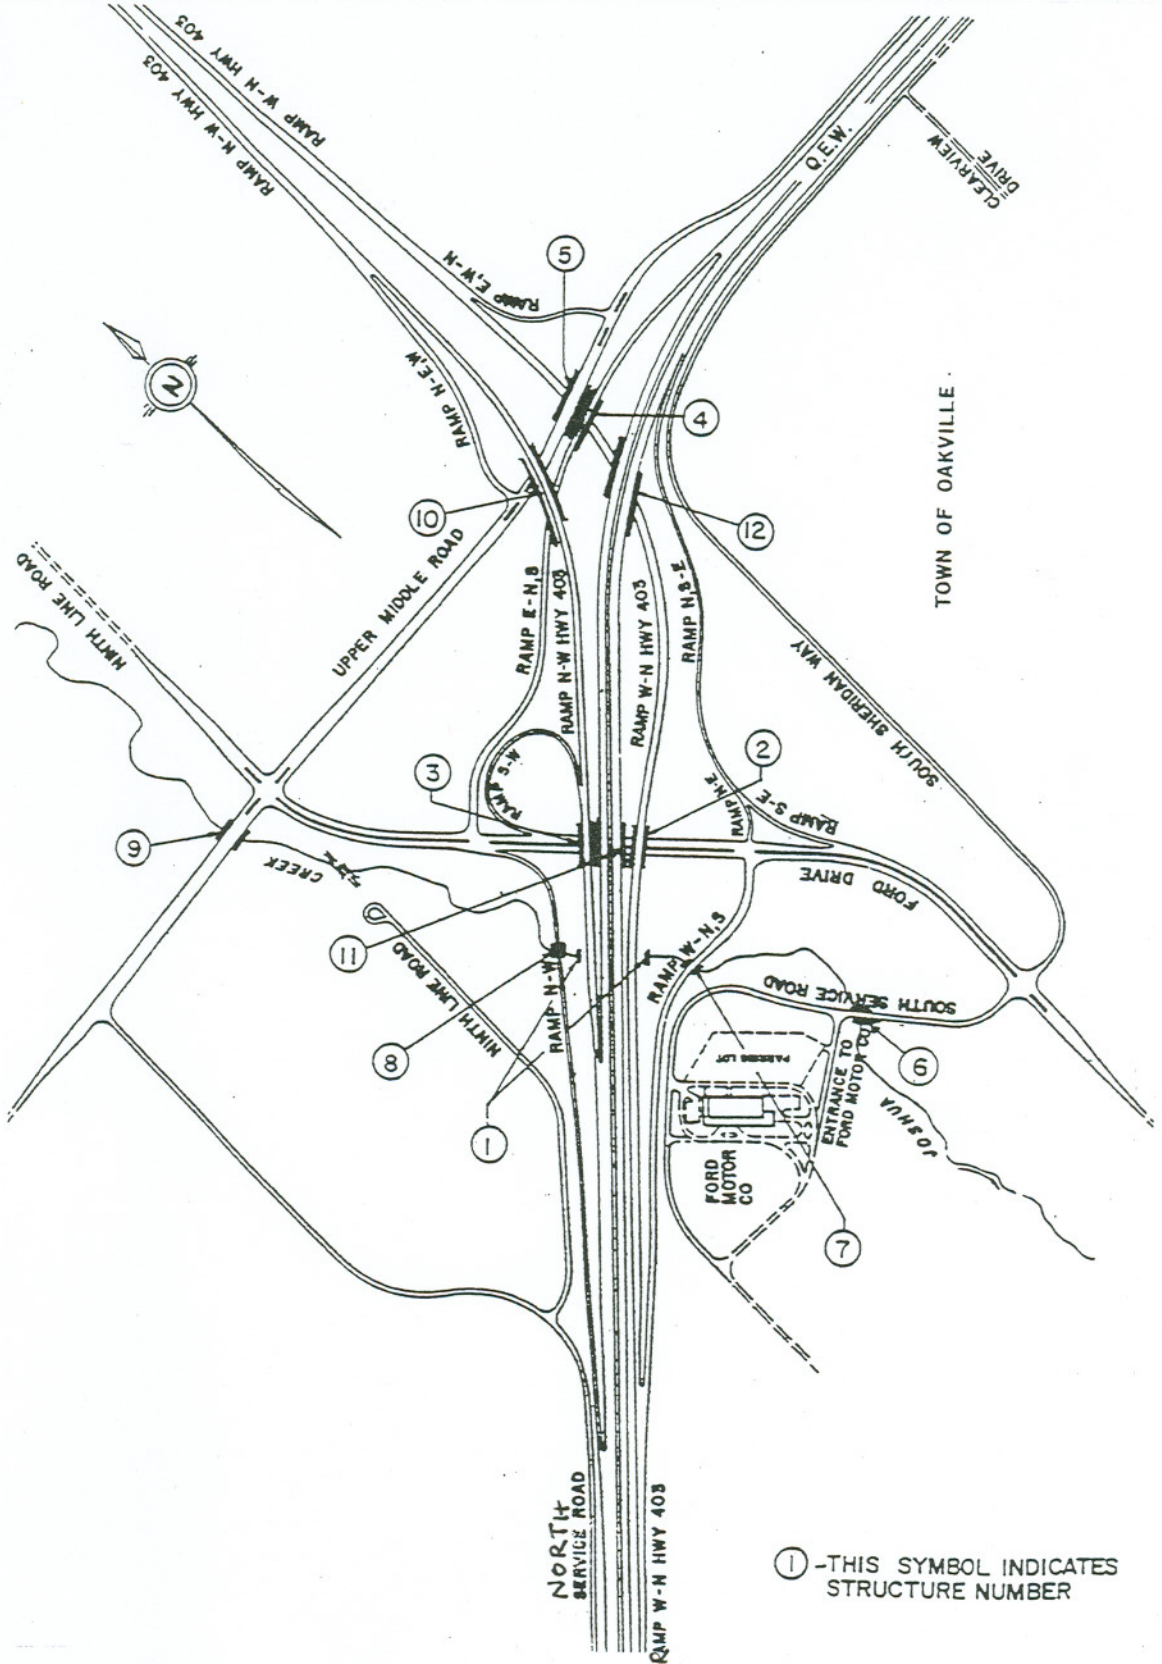 RAMP W-N HWY 403
RAMP N-W HWY 403
Q.E.W.
CLEARVIEW
DRIVE
RAMP E,W-N
5
N
RAMP N-E,W
4
10
12
TOWN OF OAKVILLE.
NINTH LINE ROAD
UPPER MIDDLE ROAD
RAMP E-N,S
RAMP N-W HWY 403
RAMP W-N HWY 403
RAMP N,S-E
SOUTH SHERIDAN WAY
3
RAMP S-W
2
RAMP N-E
RAMP S-E
9
CREEK
FORD DRIVE
11
NINTH LINE ROAD
RAMP N-W
RAMP W-N,S
SOUTH SERVICE ROAD
8
PARKING LOT
ENTRANCE TO
FORD MOTOR CO.
6
JOSHUA
1
FORD
MOTOR
CO
7
NORTH
SERVICE ROAD
RAMP W-N HWY 403
1 -THIS SYMBOL INDICATES
STRUCTURE NUMBER